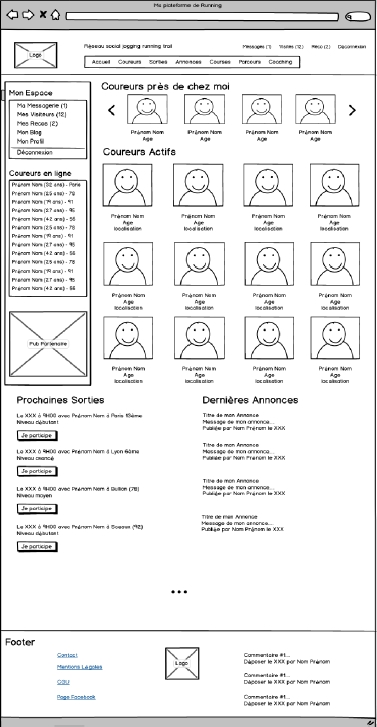 Ma plateforme de Running
Logo
Réseau social jogging running trail
Messages (1) Visites (12) Reco (2) Déconnexion
Accueil Coureurs Sorties Annonces Courses Parcours Coaching
Mon Espace
Ma Messagerie (1)
Mes Visiteurs (12)
Mes Recos (2)
Mon Blog
Mon Profil
Déconnexion
Coureurs en ligne
Prénom Nom (32 ans) - Paris
Prénom Nom (25 ans) - 78
Prénom Nom (19 ans) - 91
Prénom Nom (27 ans) - 95
Prénom Nom (42 ans) - 56
Prénom Nom (25 ans) - 78
Prénom Nom (19 ans) - 91
Prénom Nom (27 ans) - 95
Prénom Nom (42 ans) - 56
Prénom Nom (25 ans) - 78
Prénom Nom (19 ans) - 91
Prénom Nom (27 ans) - 95
Prénom Nom (42 ans) - 56
Pub Partenaire
Coureurs près de chez moi
Prénom Nom Prénom Nom Prénom Nom Prénom Nom
Age Age Age Age
Coureurs Actifs
Prénom Nom Prénom Nom Prénom Nom Prénom Nom
Age Age Age Age
localisation localisation localisation localisation
Prénom Nom Prénom Nom Prénom Nom Prénom Nom
Age Age Age Age
localisation localisation localisation localisation
Prénom Nom Prénom Nom Prénom Nom Prénom Nom
Age Age Age Age
localisation localisation localisation localisation
Prochaines Sorties
Le XXX à 9H00 avec Prénom Nom à Paris 13ème
Niveau débutant
Je participe
Le XXX à 9H00 avec Prénom Nom à Lyon 6ème
Niveau avancé
Je participe
Le XXX à 9H00 avec Prénom Nom à Bullion (78)
Niveau moyen
Je participe
Le XXX à 9H00 avec Prénom Nom à Sceaux (92)
Niveau débutant
Je participe
Dernières Annonces
Titre de mon Annonce
Message de mon annonce...
Publiée par Nom Prénom le XXX
Titre de mon Annonce
Message de mon annonce...
Publiée par Nom Prénom le XXX
Titre de mon Annonce
Message de mon annonce...
Publiée par Nom Prénom le XXX
Titre de mon Annonce
Message de mon annonce...
Publiée par Nom Prénom le XXX
...
Footer
Contact
Mentions Légales
CGU
Page Facebook
Logo
Commentaire #1...
Déposer le XXX par Nom Prénom
Commentaire #1...
Déposer le XXX par Nom Prénom
Commentaire #1...
Déposer le XXX par Nom Prénom